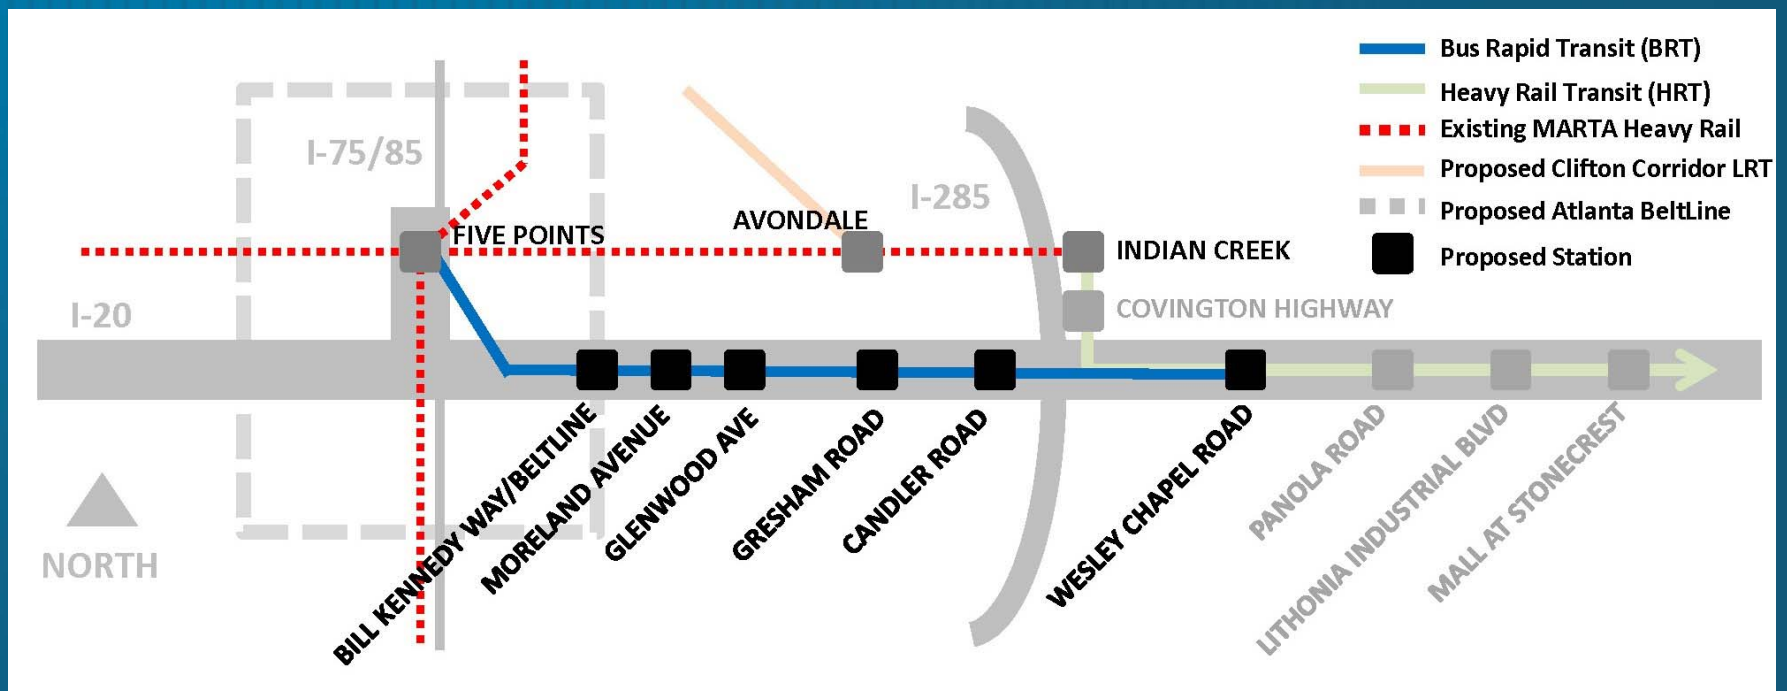 Bus Rapid Transit (BRT)
Heavy Rail Transit (HRT)
Existing MARTA Heavy Rail
Proposed Clifton Corridor LRT
Proposed Atlanta BeltLine
Proposed Station
I-75/85
I-285
AVONDALE
FIVE POINTS
INDIAN CREEK
COVINGTON HIGHWAY
I-20
BILL KENNEDY WAY/BELTLINE
MORELAND AVENUE
GLENWOOD AVE
GRESHAM ROAD
CANDLER ROAD
WESLEY CHAPEL ROAD
PANOLA ROAD
LITHONIA INDUSTRIAL BLVD
MALL AT STONECREST
NORTH